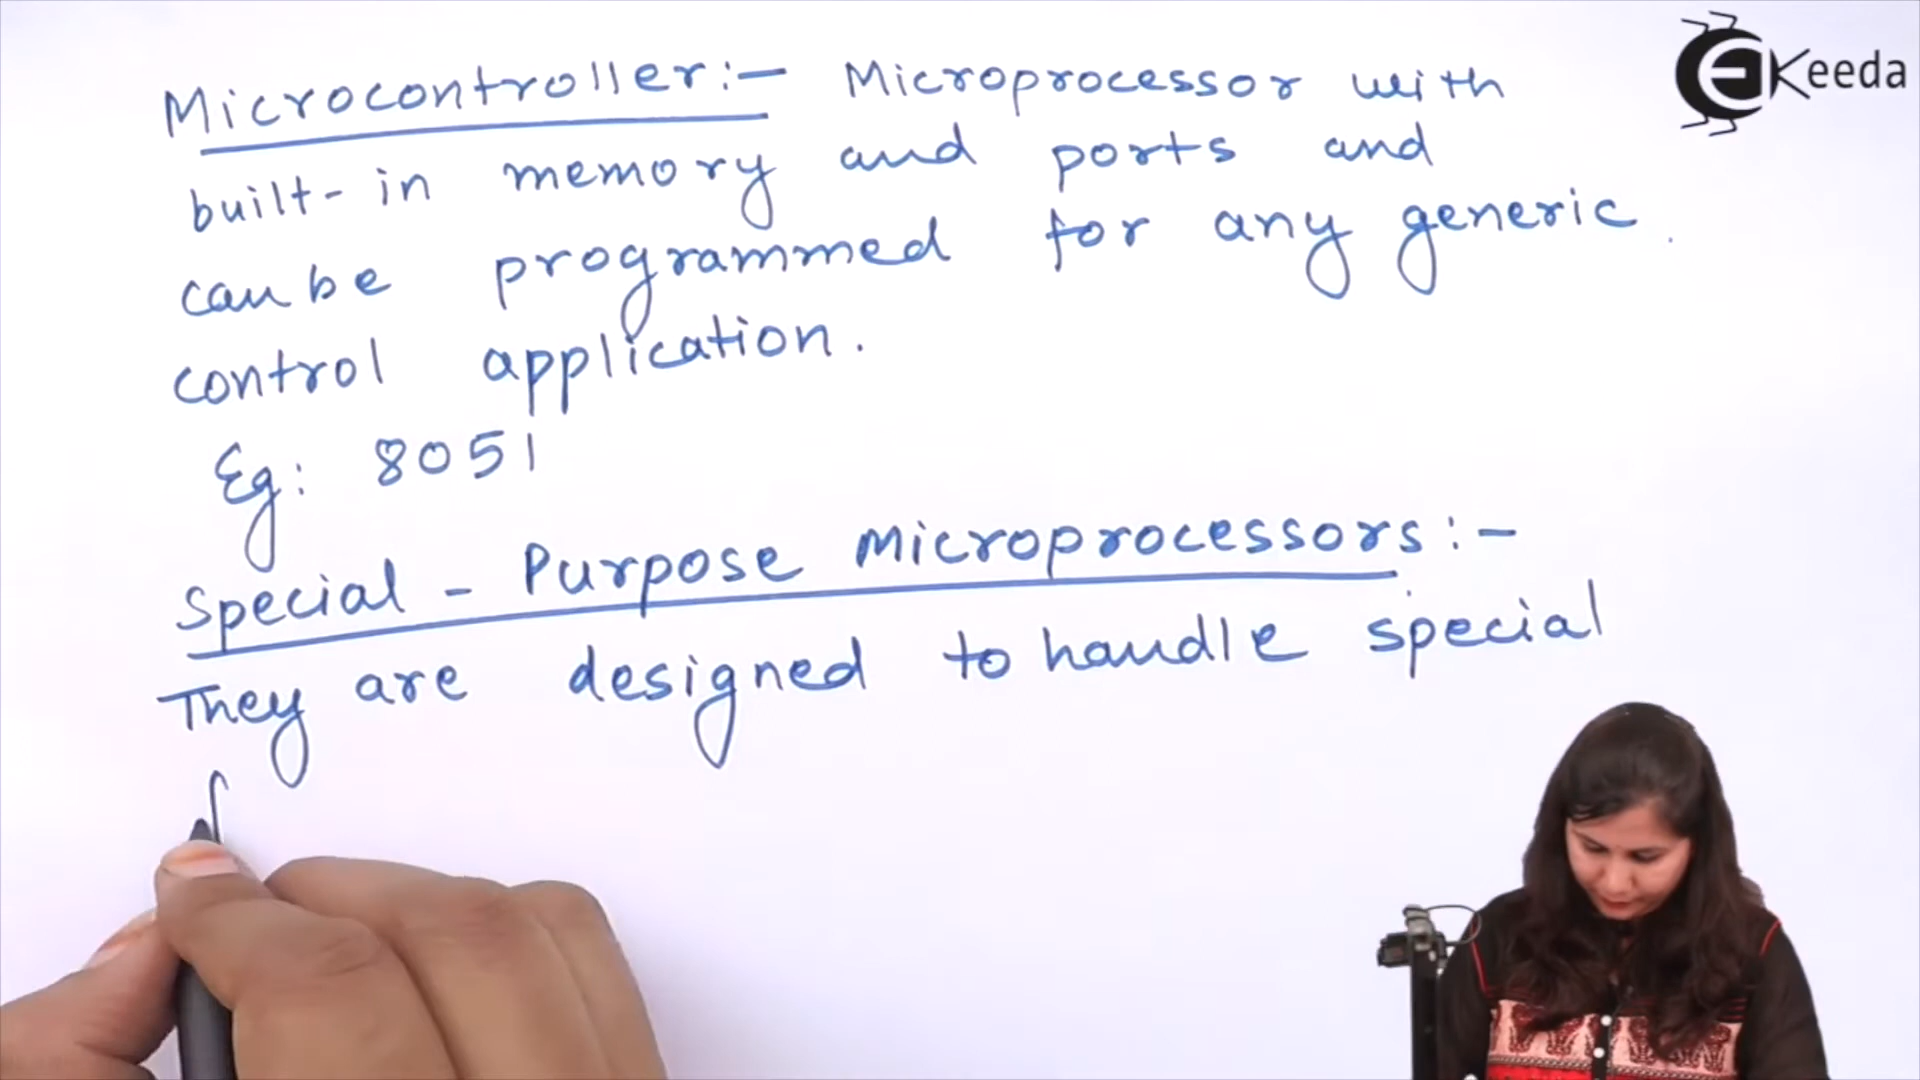 Ekeeda
Microcontroller:- Microprocessor with
built-in memory and ports and
can be programmed for any generic
control application.
Eg: 8051
Special - Purpose Microprocessors:-
They are designed to handle special
f